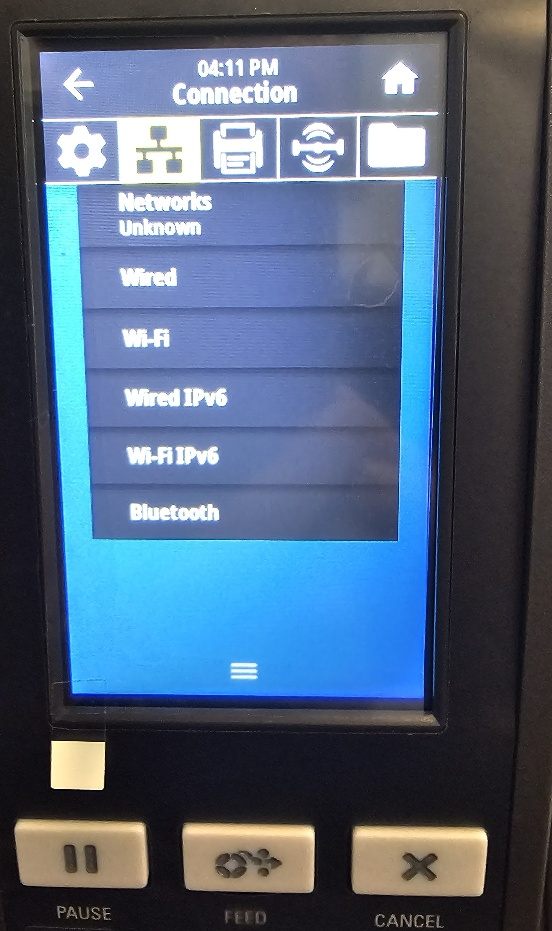 04:11 PM
Connection
Networks
Unknown
Wired
Wi-Fi
Wired IPv6
Wi-Fi IPv6
Bluetooth
PAUSE
FEED
CANCEL